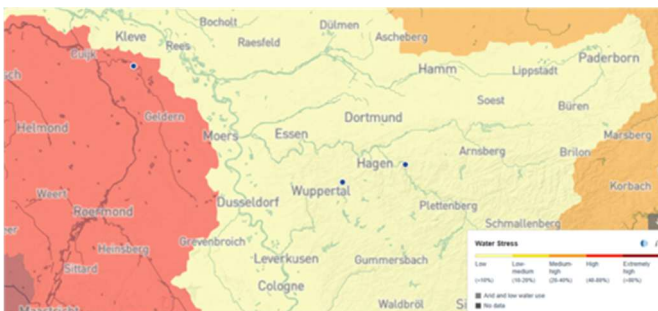 Bocholt
Dülmen
Kleve
Rees
Raesfeld
Ascheberg
Cuijk
Paderborn
Hamm
Lippstadt
Geldern
Soest
Büren
Dortmund
Helmond
Moers
Essen
Marsberg
Hagen
Arnsberg
Brilon
Weert
Wuppertal
Korbach
Roermond
Dusseldorf
Plettenberg
Schmallenberg
Grevenbroich
Heinsberg
Leverkusen
Gummersbach
Sittard
Cologne
Waldbröl
Maastricht
Water Stress
Low
Low-medium
Medium-high
High
Extremely high
(<10%)
(10-20%)
(20-40%)
(40-80%)
(>80%)
Arid and low water use
No data